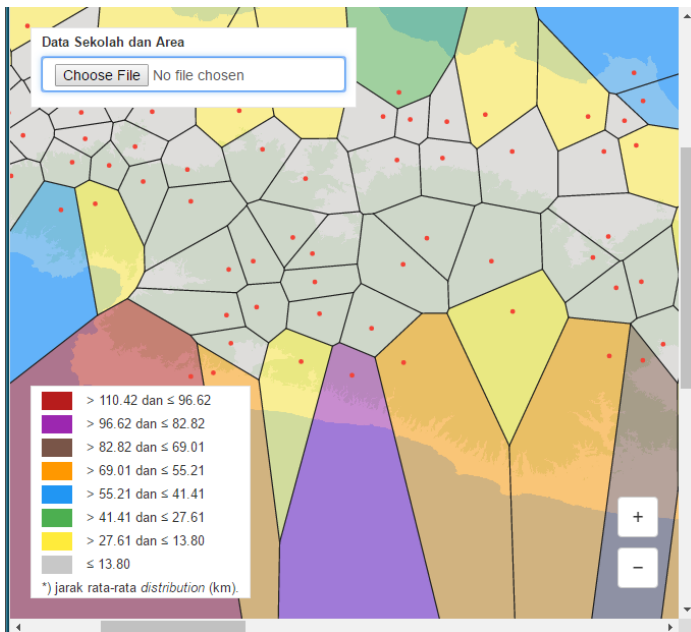 Data Sekolah dan Area
Choose File No file chosen
> 110.42 dan ≤ 96.62
> 96.62 dan ≤ 82.82
> 82.82 dan ≤ 69.01
> 69.01 dan ≤ 55.21
> 55.21 dan ≤ 41.41
> 41.41 dan ≤ 27.61
> 27.61 dan ≤ 13.80
≤ 13.80
*) jarak rata-rata distribution (km).
+
−